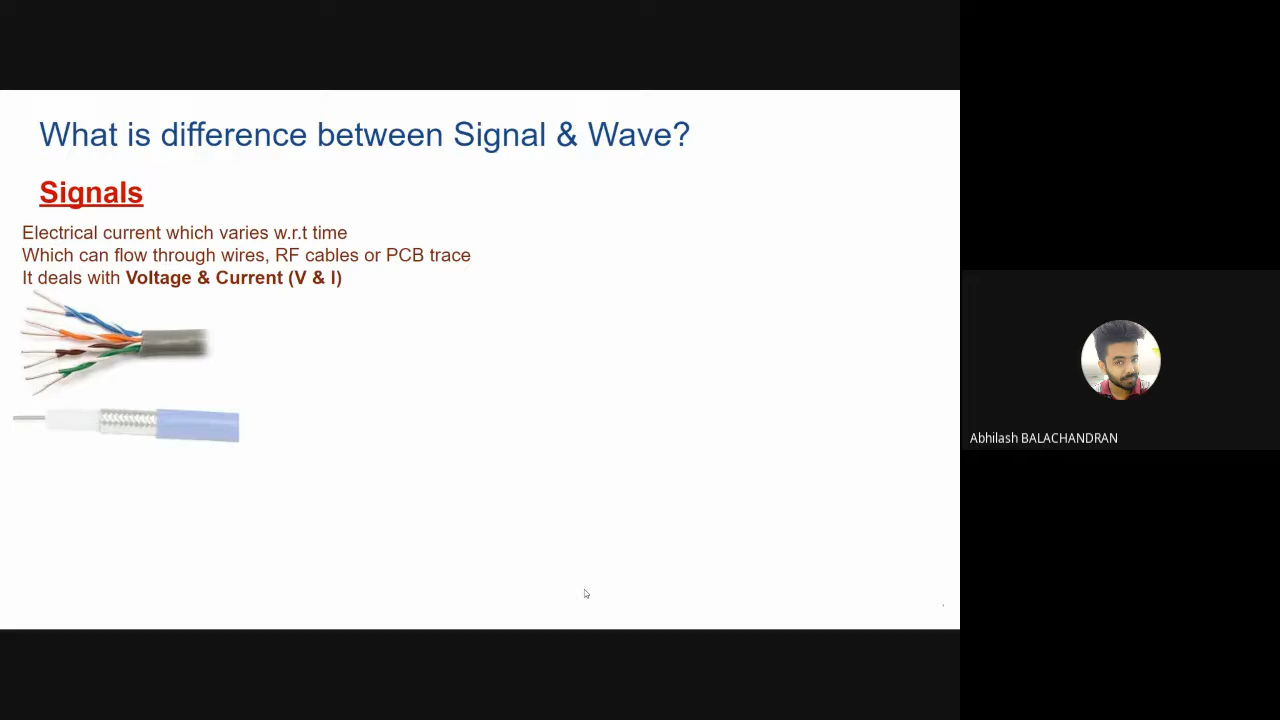 What is difference between Signal & Wave?
Signals
Electrical current which varies w.r.t time
Which can flow through wires, RF cables or PCB trace
It deals with Voltage & Current (V & I)
Abhilash BALACHANDRAN